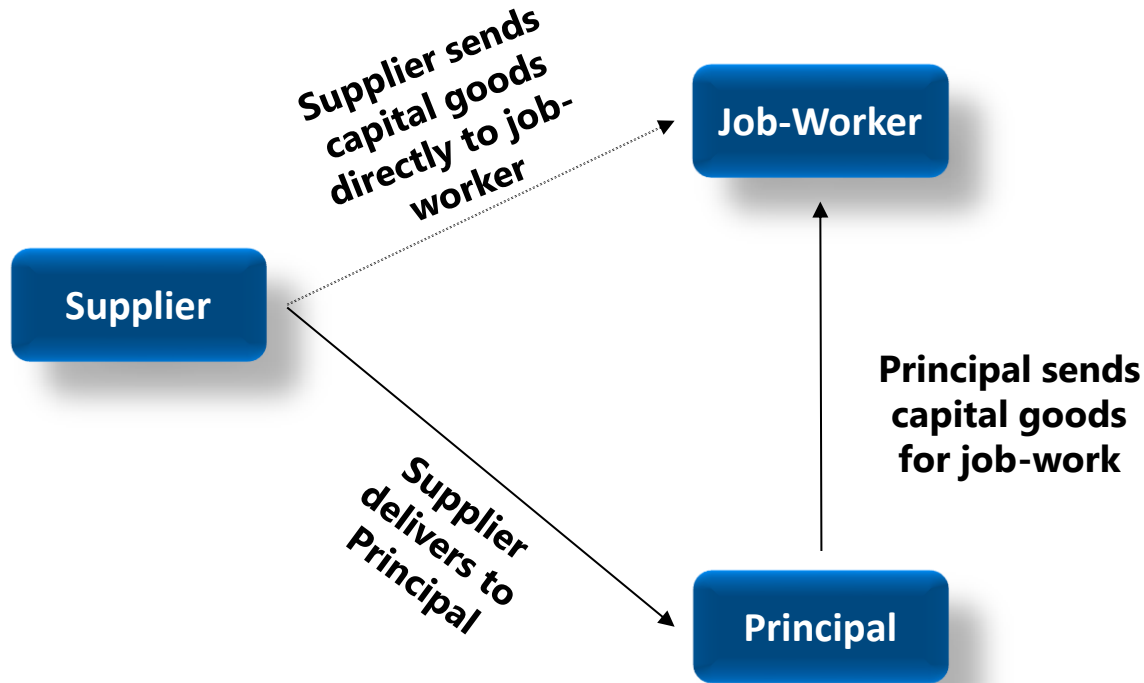 Supplier sends
capital goods
directly to job-
worker
Job-Worker
Supplier
Principal sends
capital goods
for job-work
Supplier
delivers to
Principal
Principal